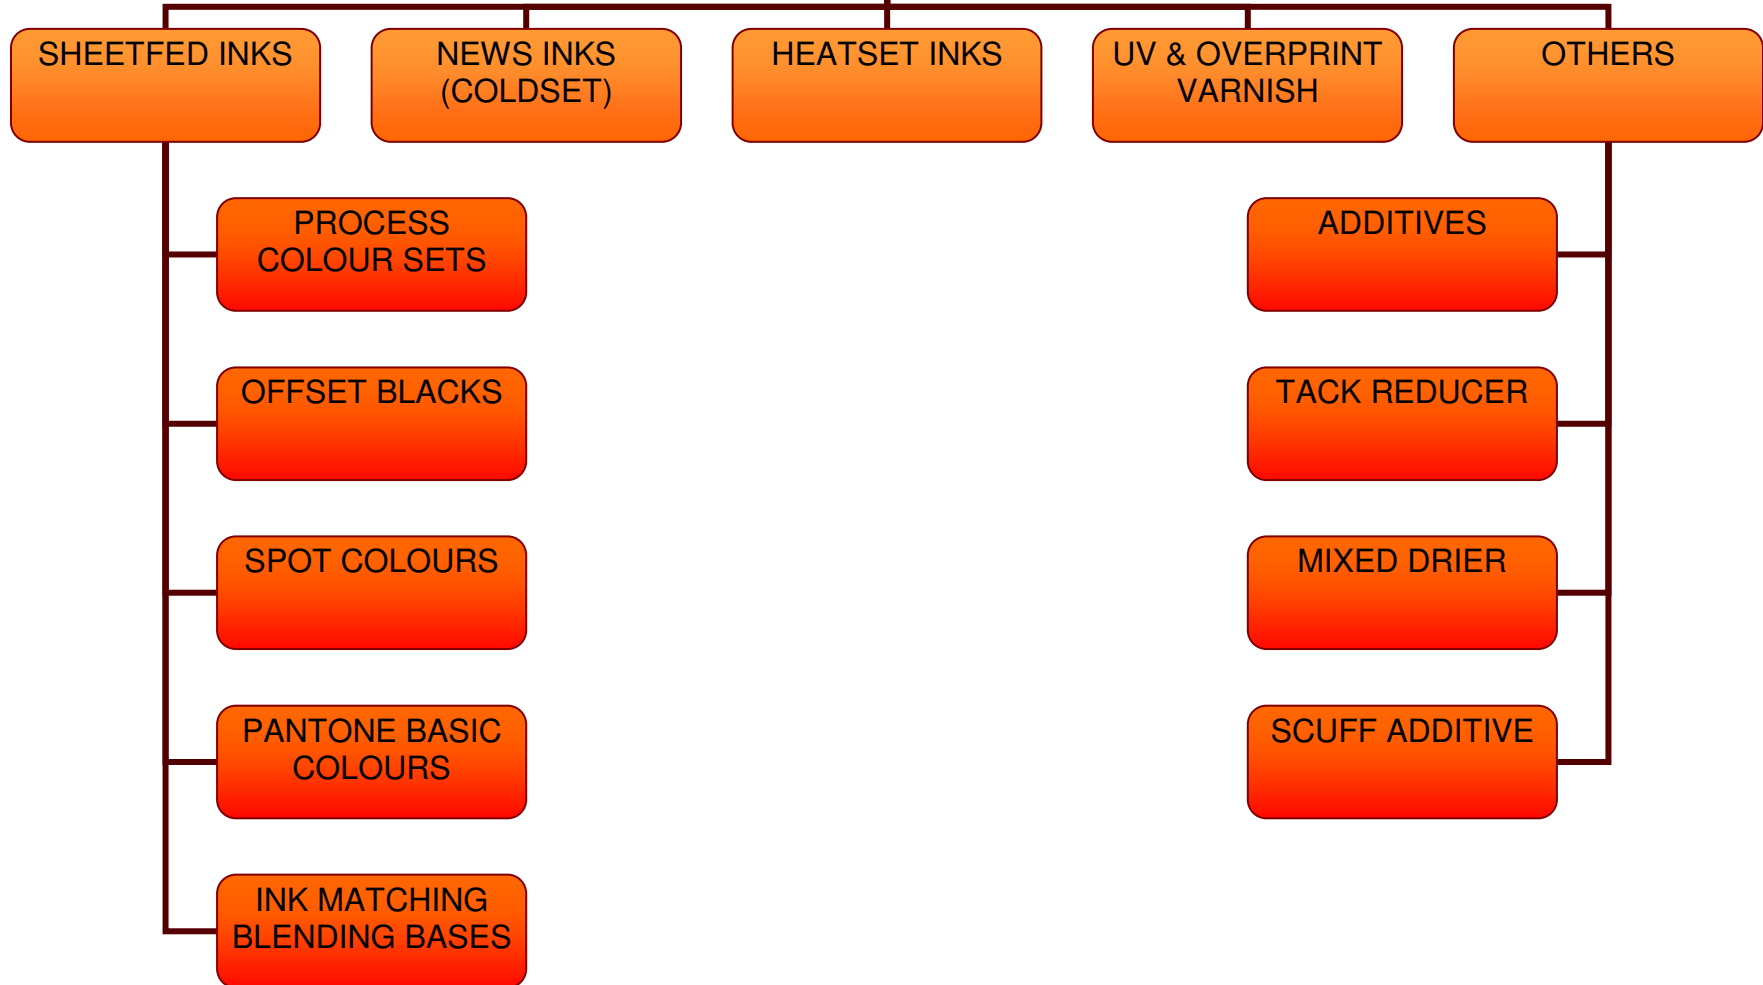 SHEETFED INKS
NEWS INKS
(COLDSET)
HEATSET INKS
UV & OVERPRINT
VARNISH
OTHERS
PROCESS
COLOUR SETS
OFFSET BLACKS
SPOT COLOURS
PANTONE BASIC
COLOURS
INK MATCHING
BLENDING BASES
ADDITIVES
TACK REDUCER
MIXED DRIER
SCUFF ADDITIVE